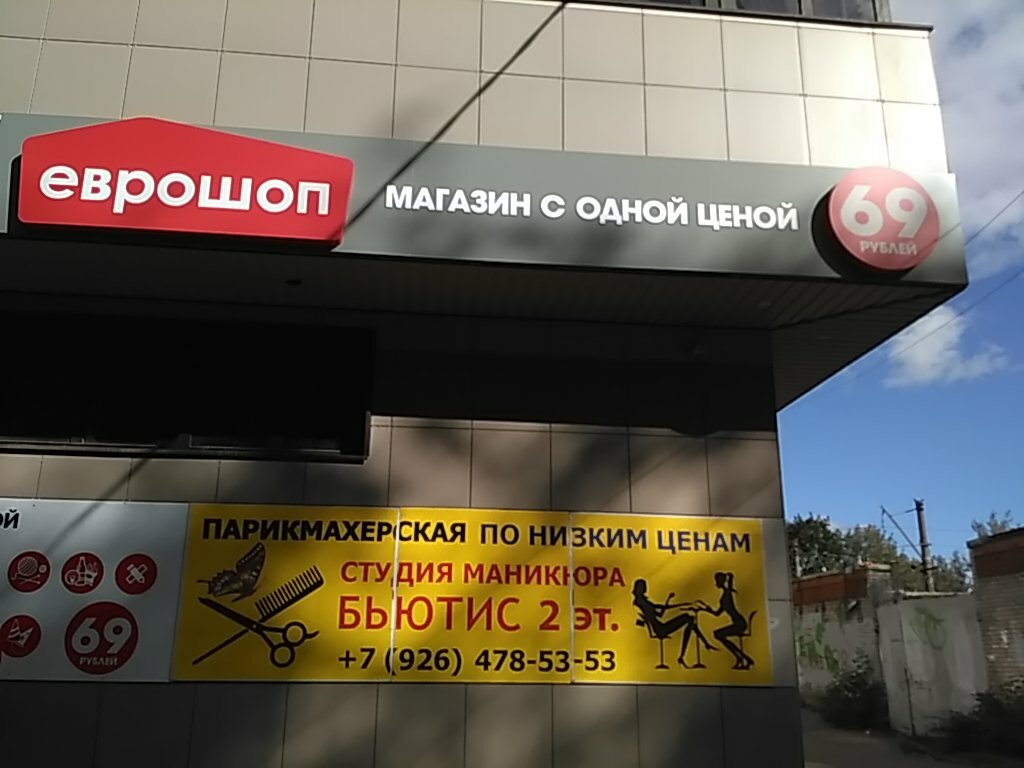 еврошоп
МАГАЗИН С ОДНОЙ ЦЕНОЙ
69
РУБЛЕЙ
ОЙ
69
РУБЛЕЙ
ПАРИКМАХЕРСКАЯ ПО НИЗКИМ ЦЕНАМ
СТУДИЯ МАНИКЮРА
БЬЮТИС 2 эт.
+7 (926) 478-53-53